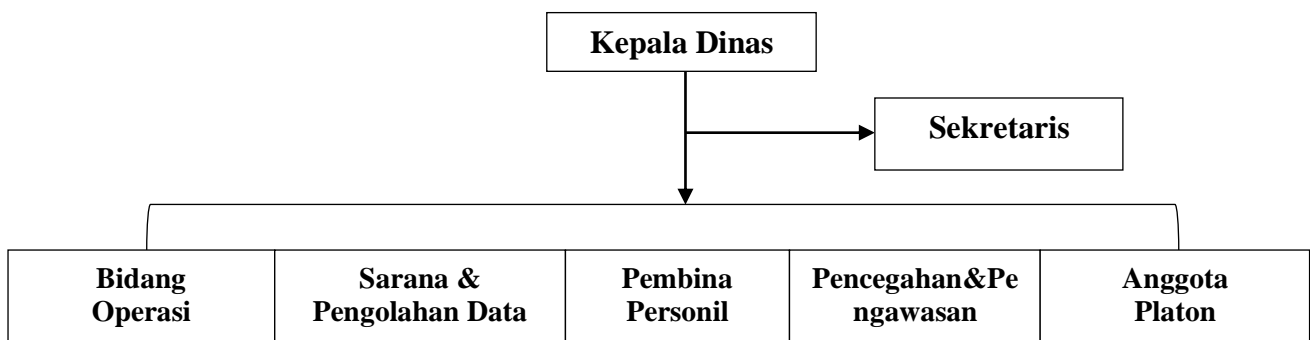 Kepala Dinas
Sekretaris
Bidang
Operasi
Sarana &
Pengolahan Data
Pembina
Personil
Pencegahan&Pe
ngawasan
Anggota
Platon